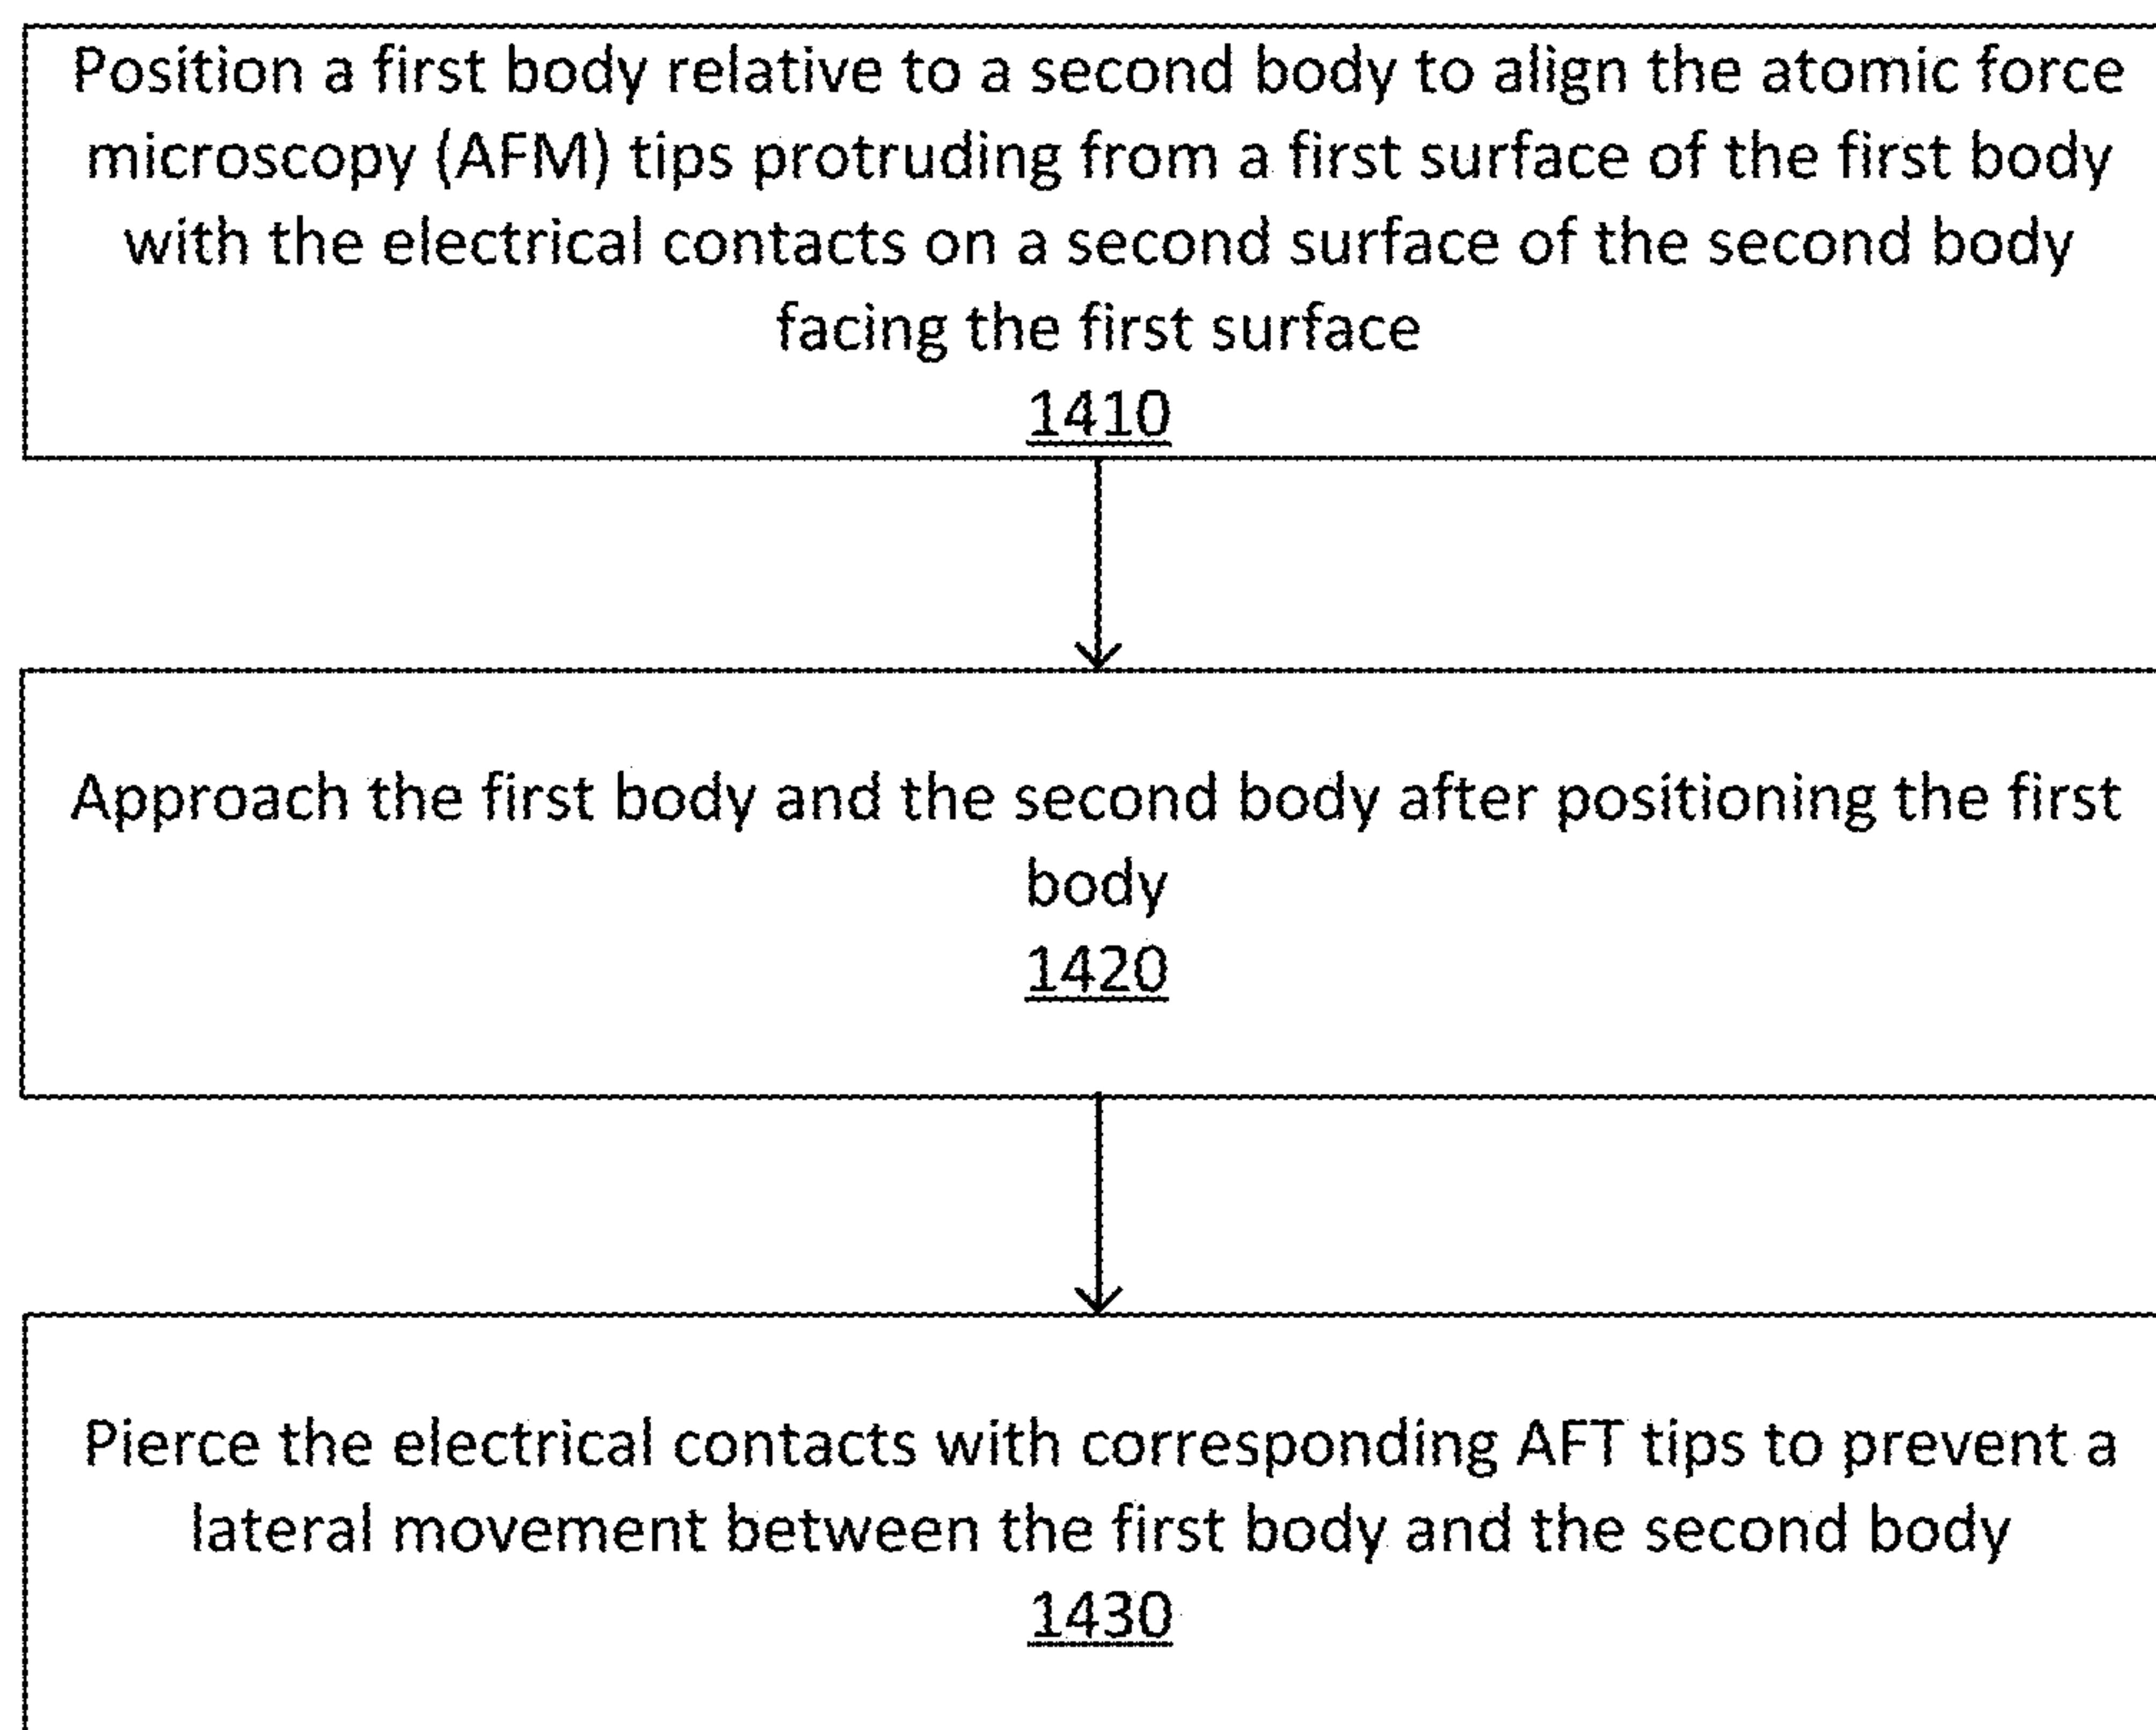 Position a first body relative to a second body to align the atomic force
microscopy (AFM) tips protruding from a first surface of the first body
with the electrical contacts on a second surface of the second body
facing the first surface
1410
Approach the first body and the second body after positioning the first
body
1420
Pierce the electrical contacts with corresponding AFT tips to prevent a
lateral movement between the first body and the second body
1430